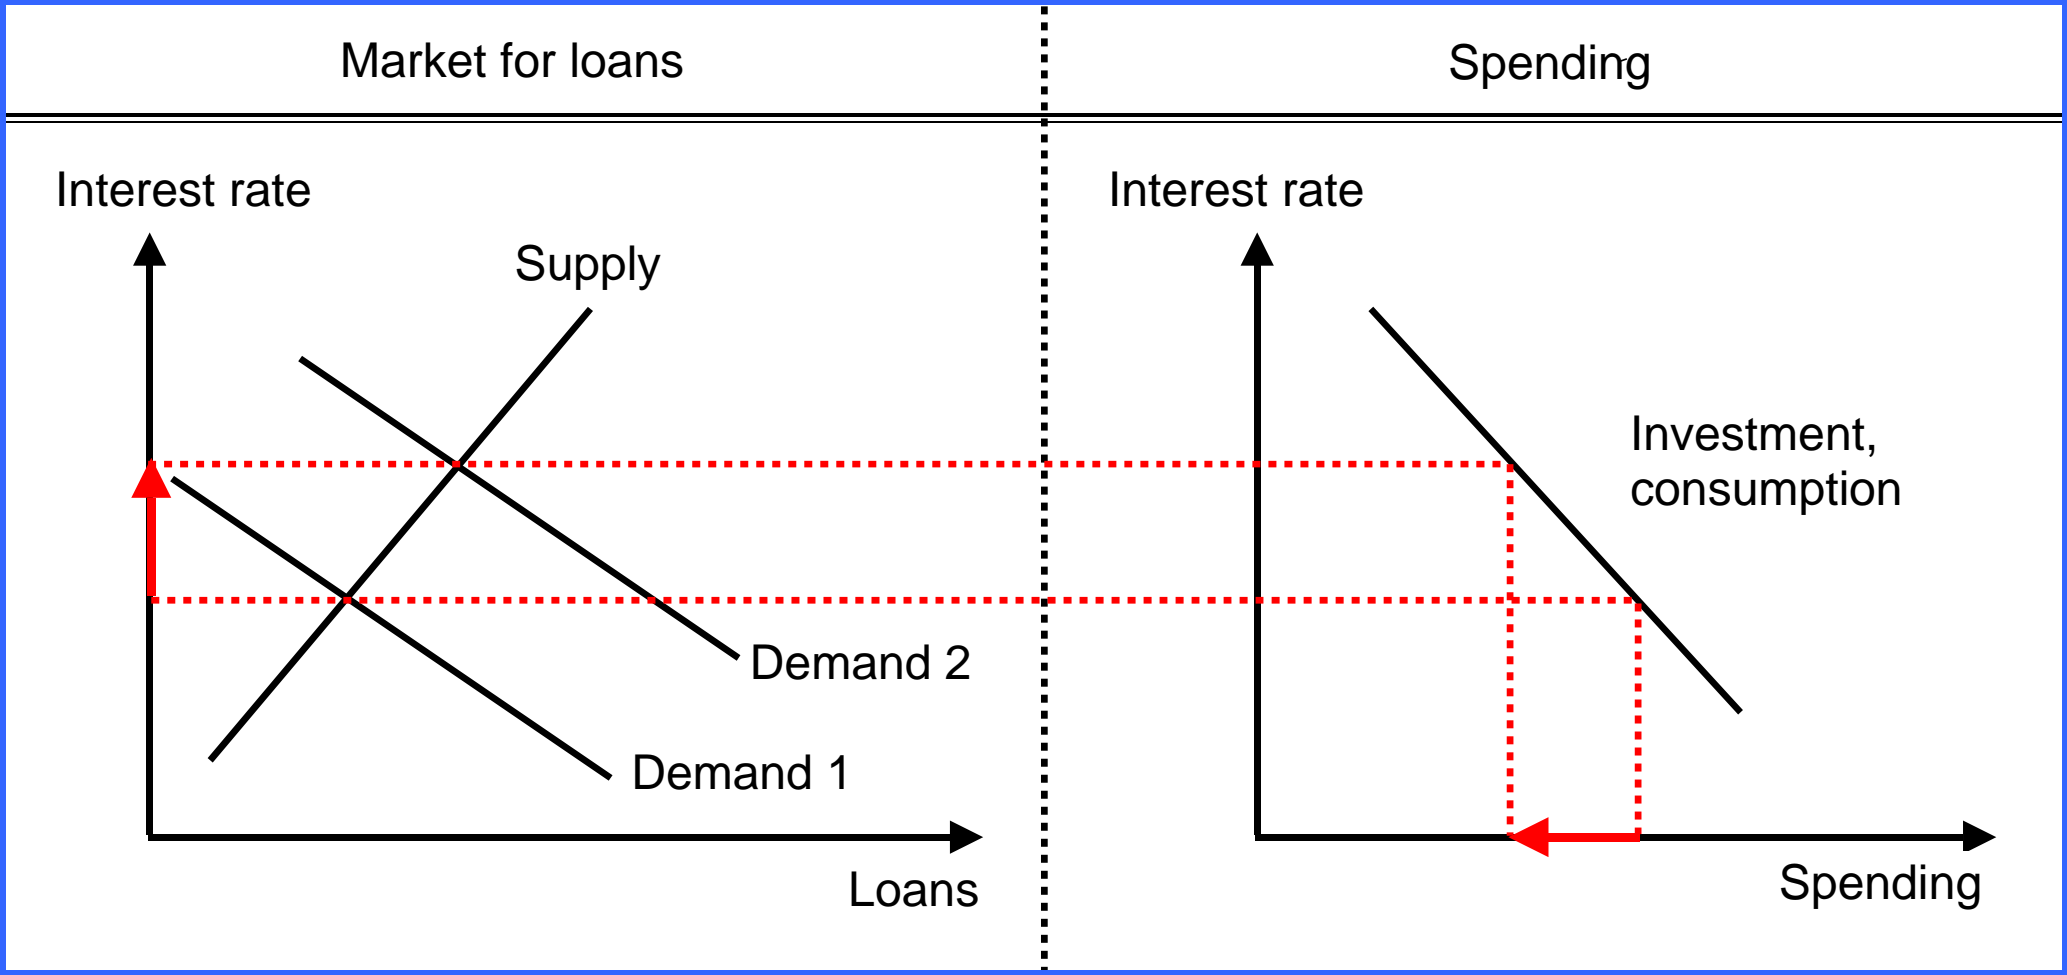 Market for loans
Spending
Interest rate
Supply
Demand 2
Demand 1
Loans
Interest rate
Investment,
consumption
Spending